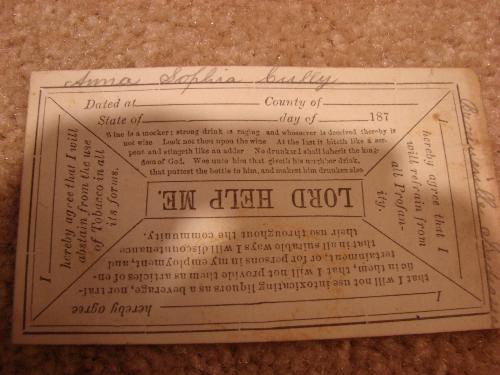 Anna Sophia Cully
Dated at County of
State of day of 187
Wine is a mocker; strong drink is raging and whosoever is deceived thereby is
not wise Look not thou upon the wine At the last it biteth like a ser-
pent and stingeth like an adder No drunkard shall inherit the king-
dom of God. Woe unto him that giveth his neighbor drink,
that puttest the bottle to him, and makest him drunken also
I
hereby agree that I will
abstain from the use
of Tobacco in all
its forms.
I
hereby agree that I
will refrain from
all Profan-
ity.
LORD HELP ME.
I
hereby agree
that I will not use intoxicating liquors as a beverage, nor traf-
fic in them, that I will not provide them as articles of en-
tertainment, or for persons in my employment, and,
that in all suitable ways I will discountenance
their use throughout the community.